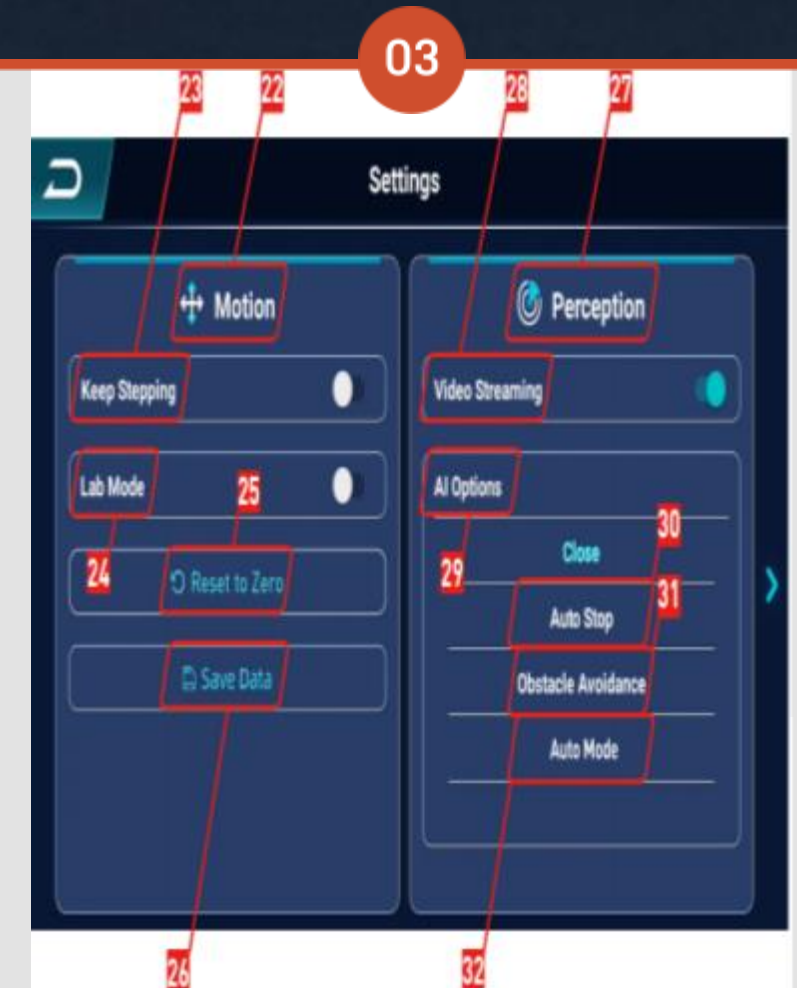 03
23 22 28 27
Settings
Motion
Perception
Keep Stepping
Video Streaming
Lab Mode
25
AI Options
30
24
Reset to Zero
29
Close
31
Auto Stop
Save Data
Obstacle Avoidance
Auto Mode
26
32